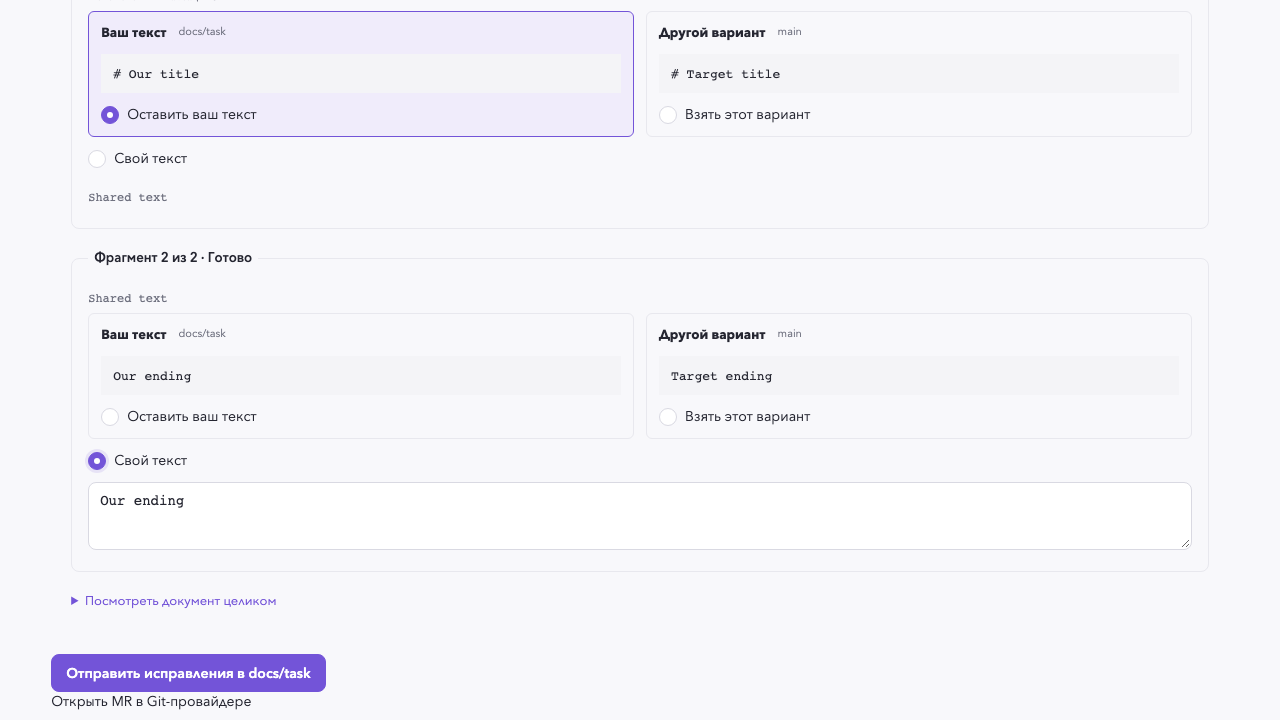 Ваш текст docs/task
# Our title
Оставить ваш текст
Другой вариант main
# Target title
Взять этот вариант
Свой текст
Shared text
Фрагмент 2 из 2 · Готово
Shared text
Ваш текст docs/task
Our ending
Оставить ваш текст
Другой вариант main
Target ending
Взять этот вариант
Свой текст
Our ending
Посмотреть документ целиком
Отправить исправления в docs/task
Открыть MR в Git-провайдере